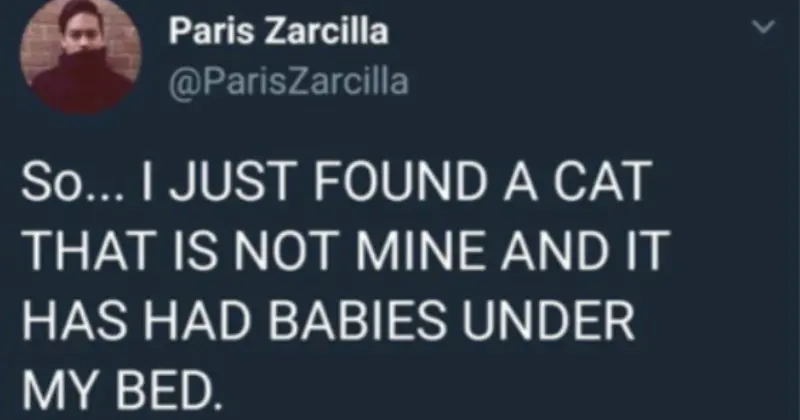 Paris Zarcilla
@ParisZarcilla
So... I JUST FOUND A CAT
THAT IS NOT MINE AND IT
HAS HAD BABIES UNDER
MY BED.